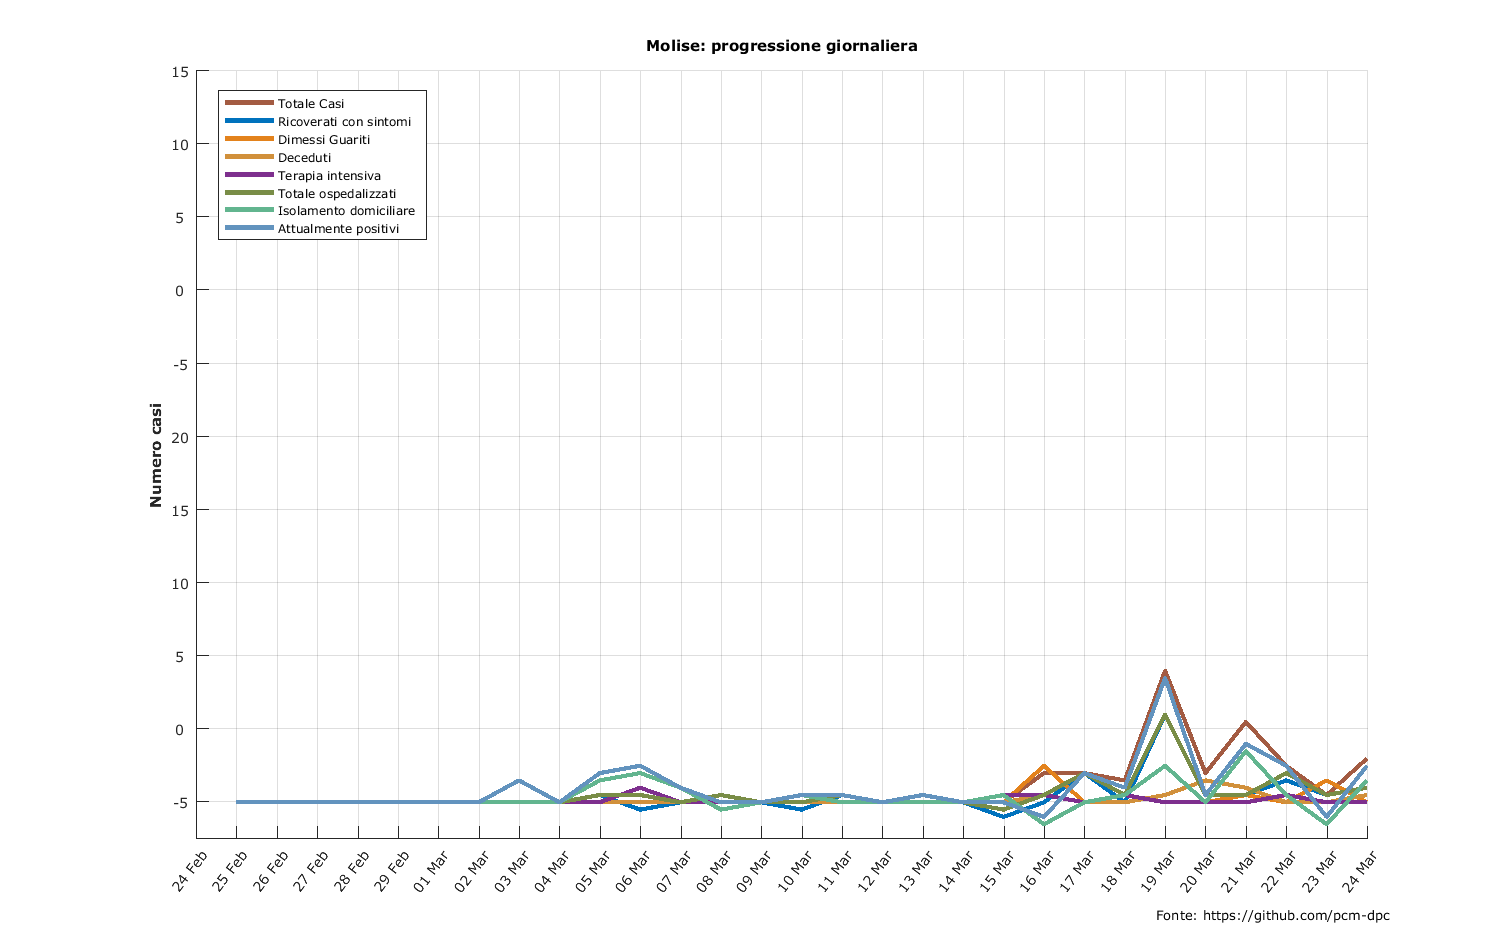 Molise: progressione giornaliera
15
10
5
0
-5
20
15
10
5
0
-5
Numero casi
Totale Casi
Ricoverati con sintomi
Dimessi Guariti
Deceduti
Terapia intensiva
Totale ospedalizzati
Isolamento domiciliare
Attualmente positivi
24 Feb
25 Feb
26 Feb
27 Feb
28 Feb
29 Feb
01 Mar
02 Mar
03 Mar
04 Mar
05 Mar
06 Mar
07 Mar
08 Mar
09 Mar
10 Mar
11 Mar
12 Mar
13 Mar
14 Mar
15 Mar
16 Mar
17 Mar
18 Mar
19 Mar
20 Mar
21 Mar
22 Mar
23 Mar
24 Mar
Fonte: https://github.com/pcm-dpc